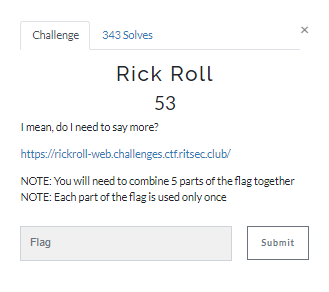 Challenge
343 Solves
×
Rick Roll
53
I mean, do I need to say more?
https://rickroll-web.challenges.ctf.ritsec.club/
NOTE: You will need to combine 5 parts of the flag together
NOTE: Each part of the flag is used only once
Flag
Submit